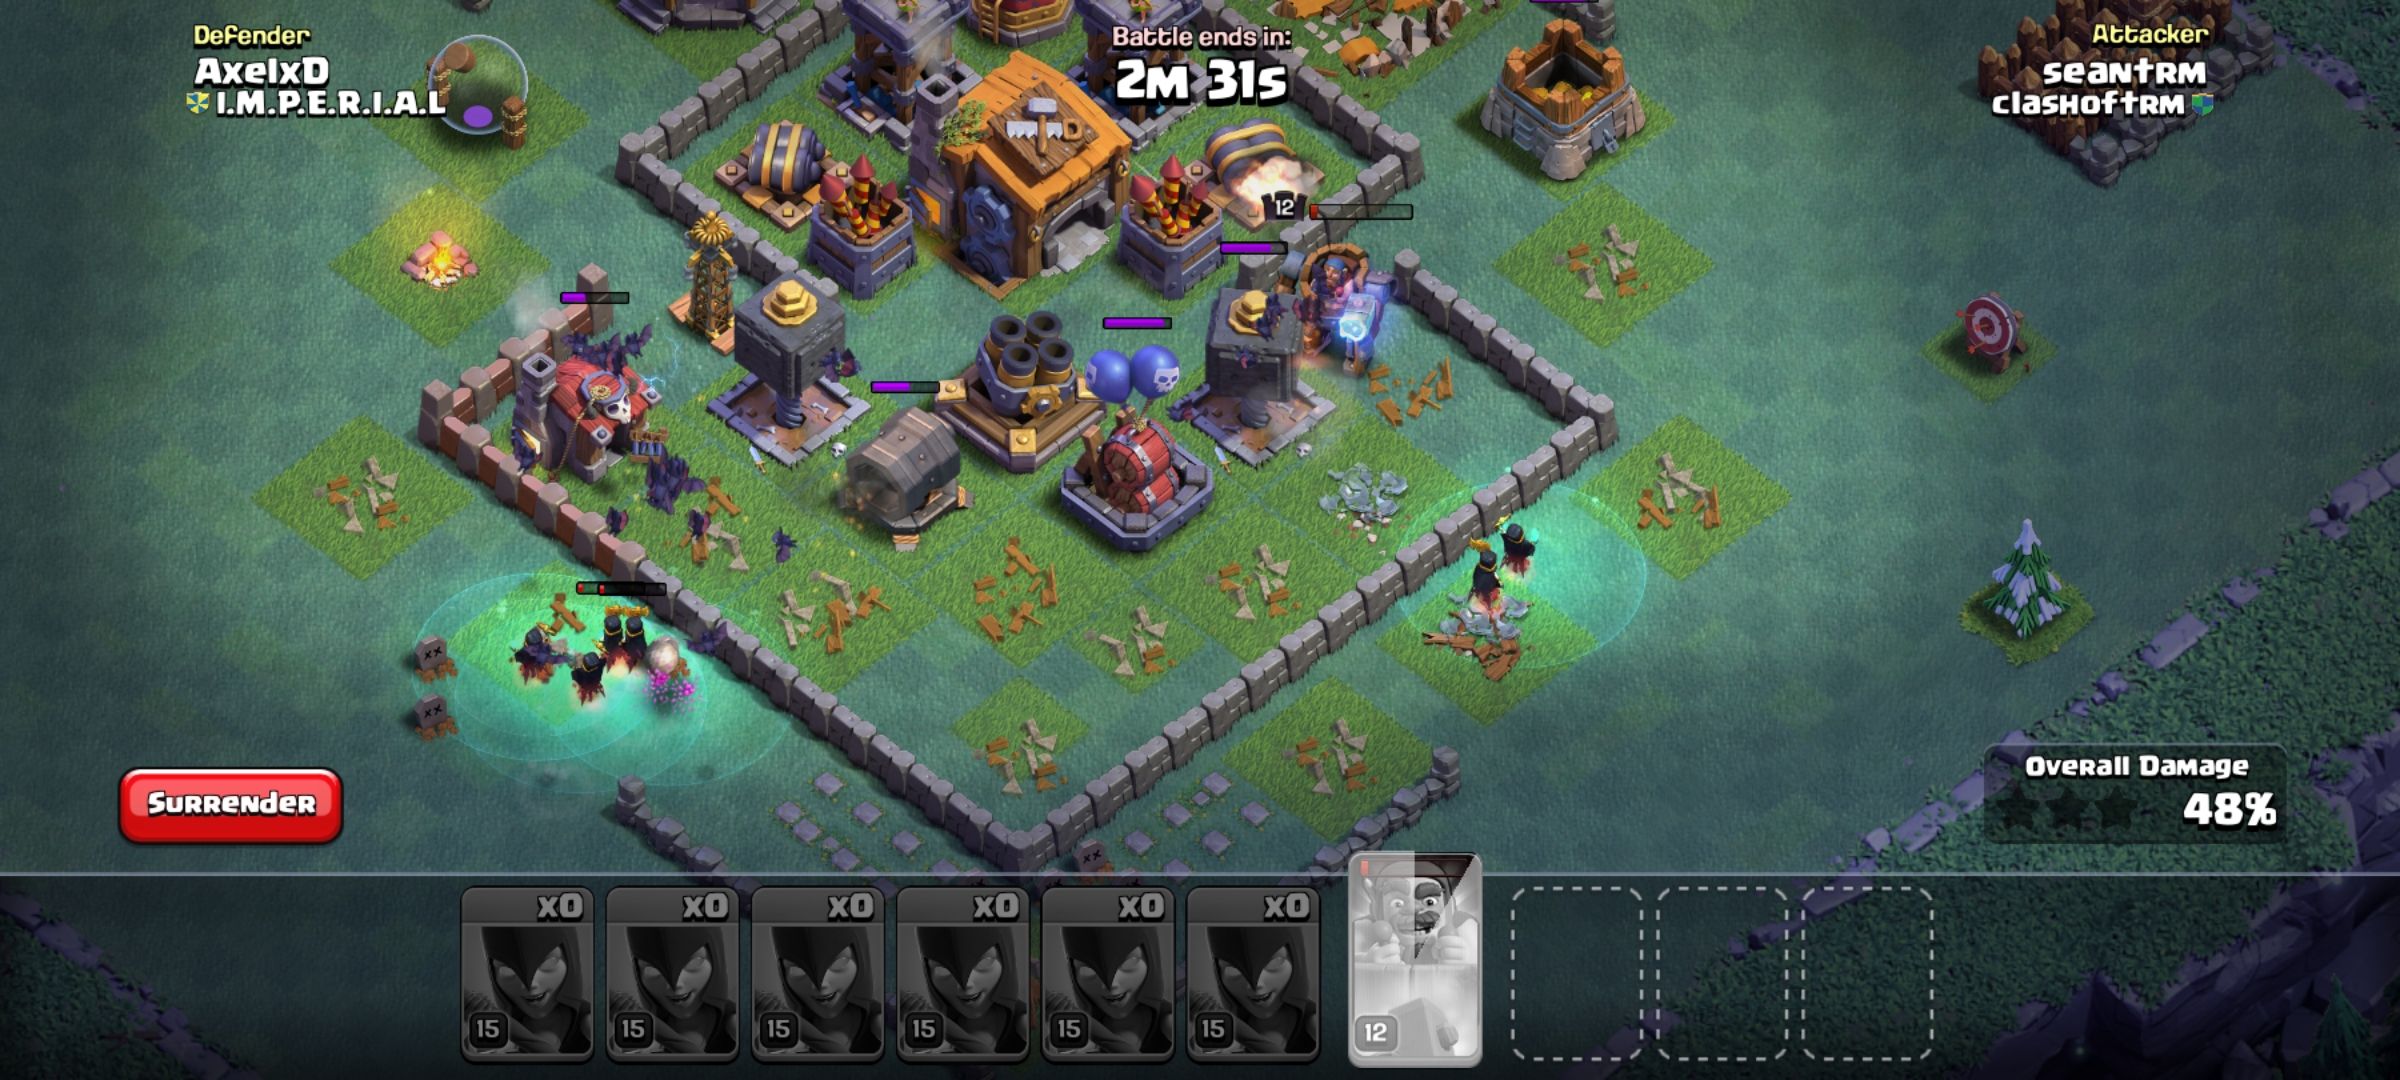 Defender
AxelxD
I.M.P.E.R.I.A.L
Battle ends in:
2M 31s
Attacker
seantRM
clashoftRM
12
Surrender
Overall Damage
48%
x0
x0
x0
x0
x0
x0
15
15
15
15
15
15
12